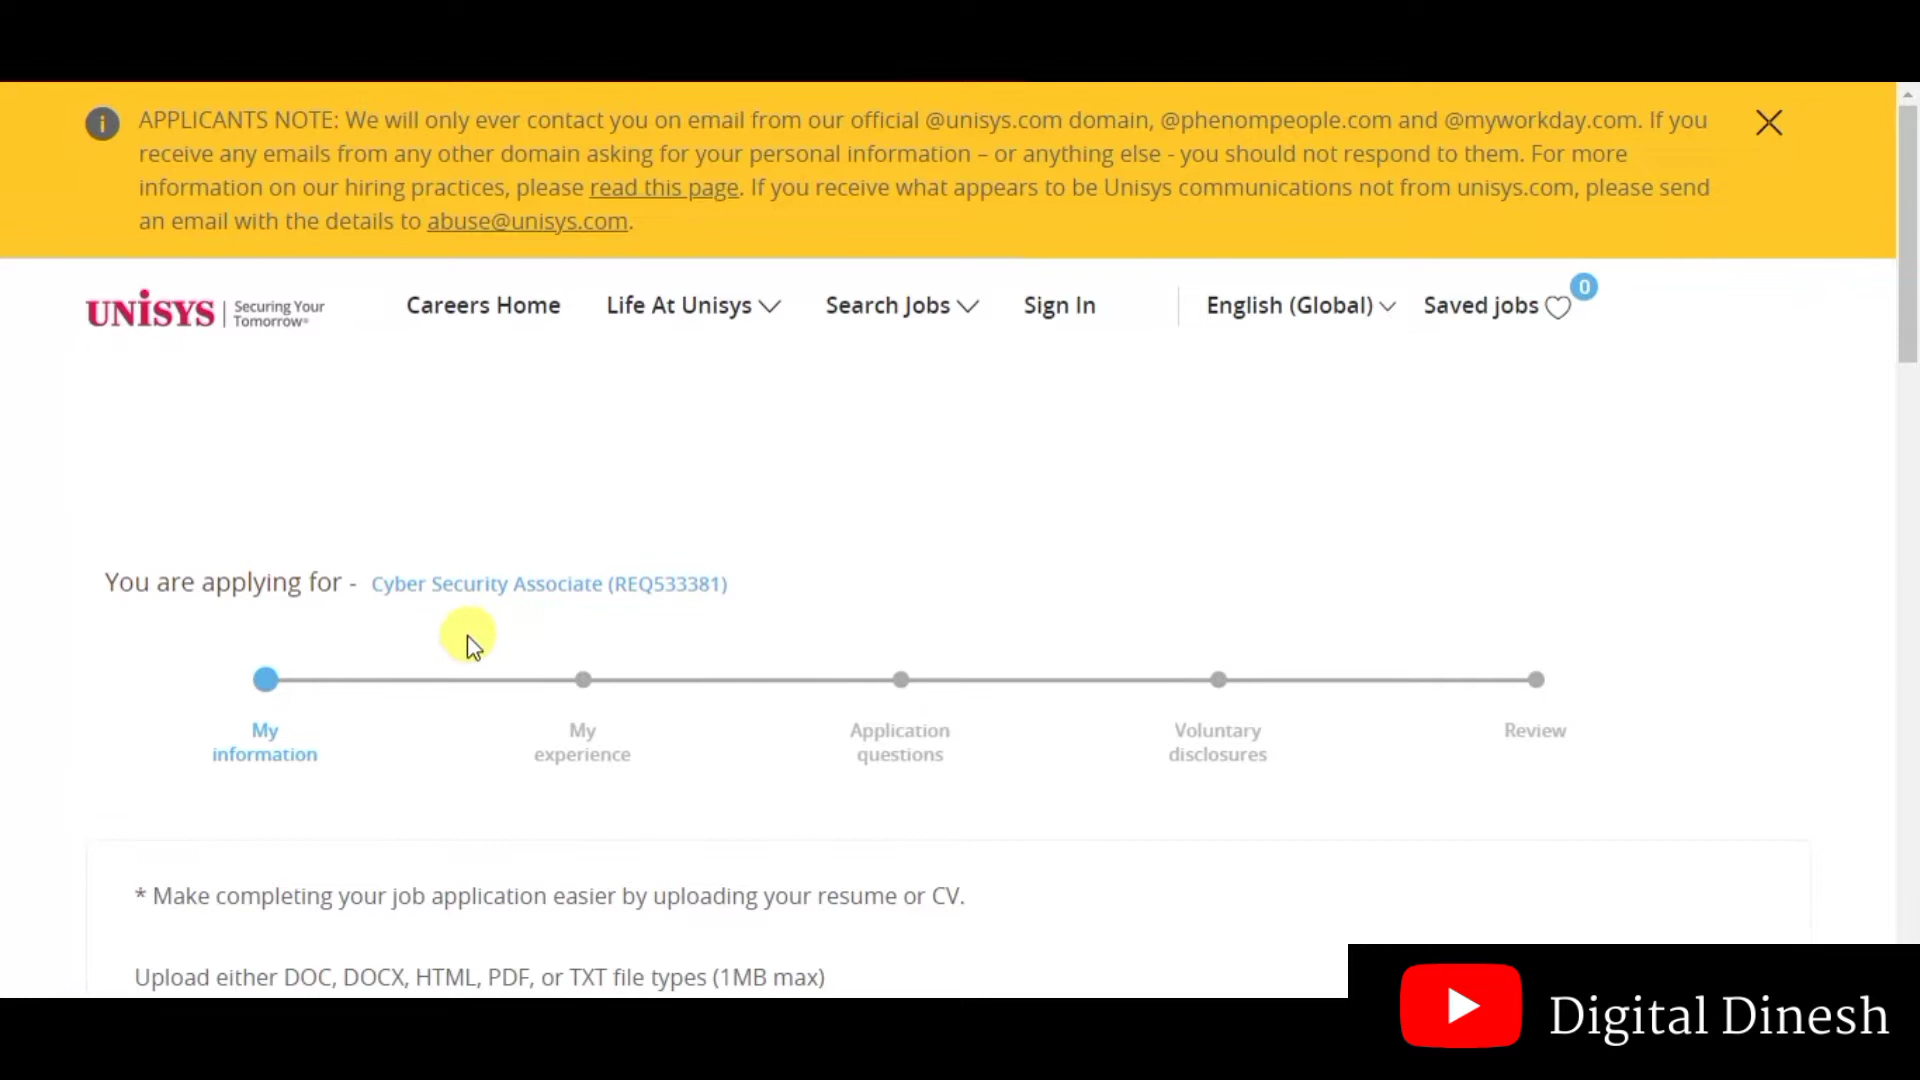 APPLICANTS NOTE: We will only ever contact you on email from our official @unisys.com domain, @phenompeople.com and @myworkday.com. If you
receive any emails from any other domain asking for your personal information – or anything else - you should not respond to them. For more
information on our hiring practices, please read this page. If you receive what appears to be Unisys communications not from unisys.com, please send
an email with the details to abuse@unisys.com.
UNISYS | Securing Your Tomorrow®
Careers Home
Life At Unisys
Search Jobs
Sign In
English (Global)
Saved jobs
0
You are applying for - Cyber Security Associate (REQ533381)
My
information
My
experience
Application
questions
Voluntary
disclosures
Review
* Make completing your job application easier by uploading your resume or CV.
Upload either DOC, DOCX, HTML, PDF, or TXT file types (1MB max)
Digital Dinesh